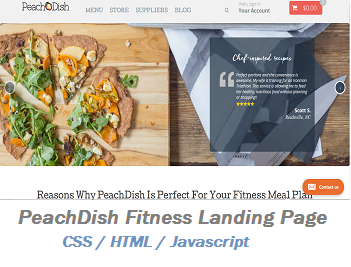 PeachDish
MENU STORE SUPPLIERS BLOG
Hello, sign in
Your Account
$0.00
Chef-inspired recipes
Perfect portions and the convenience is
awesome. My wife is training for an Ironman
Triathlon. This service is allowing me to feed
her healthy, nutritious food without planning
or shopping!
Scott S.
Reidsville, NC
Contact us
Reasons Why PeachDish Is Perfect For Your Fitness Meal Plan
PeachDish Fitness Landing Page
CSS / HTML / Javascript